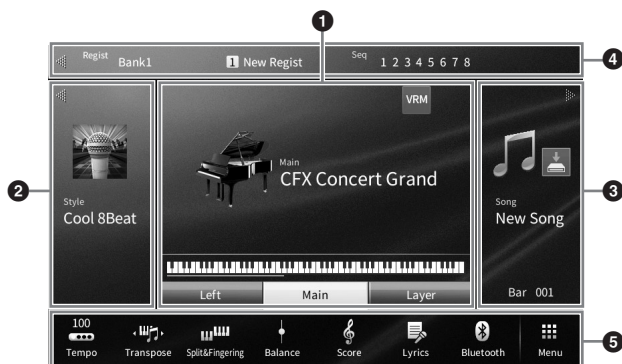 1
Regist Bank1 1 New Regist Seq 1 2 3 4 5 6 7 8
4
VRM
2
Style
Cool 8Beat
Main
CFX Concert Grand
3
Song
New Song
Bar 001
Left Main Layer
100
Tempo Transpose Split&Fingering Balance Score Lyrics Bluetooth Menu
5